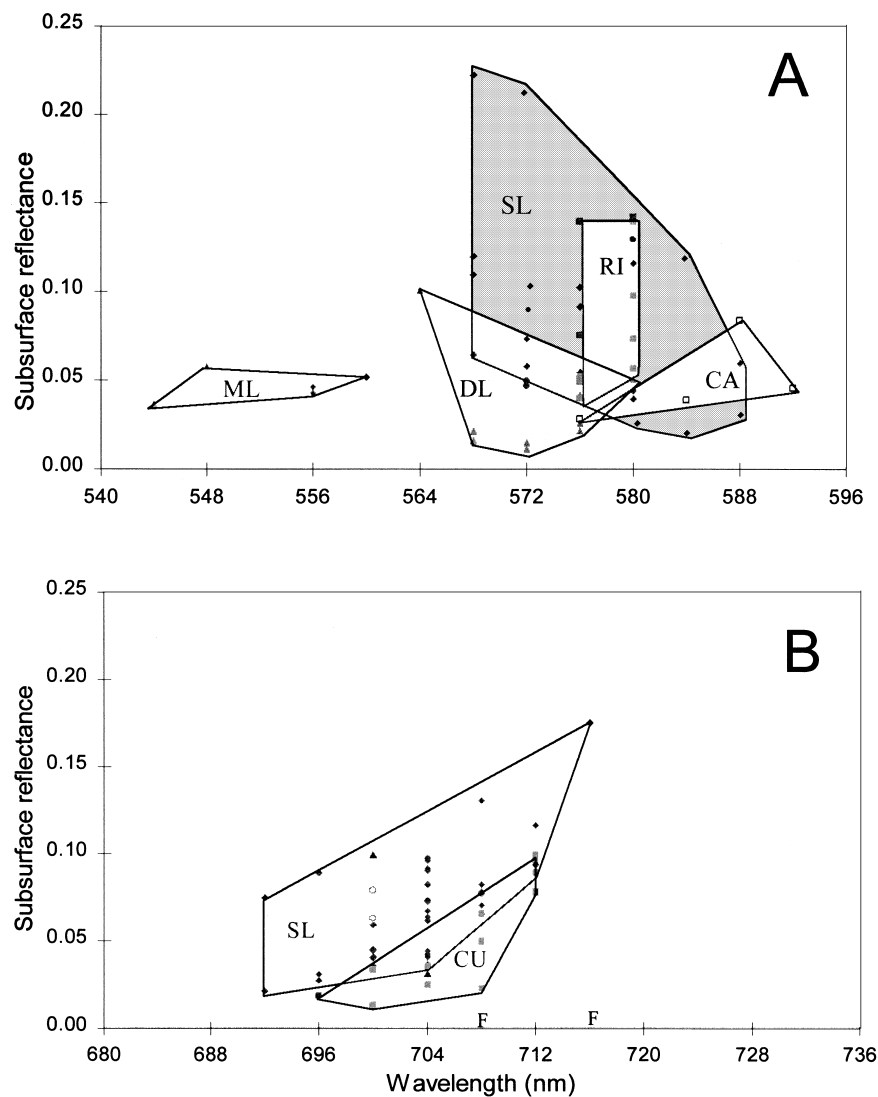 0.25
A
0.20
SL
0.15
RI
0.10
Subsurface reflectance
ML
DL
CA
0.05
0.00
540 548 556 564 572 580 588 596
0.25
B
0.20
0.15
0.10
Subsurface reflectance
SL
CU
0.05
F F
0.00
680 688 696 704 712 720 728 736
Wavelength (nm)